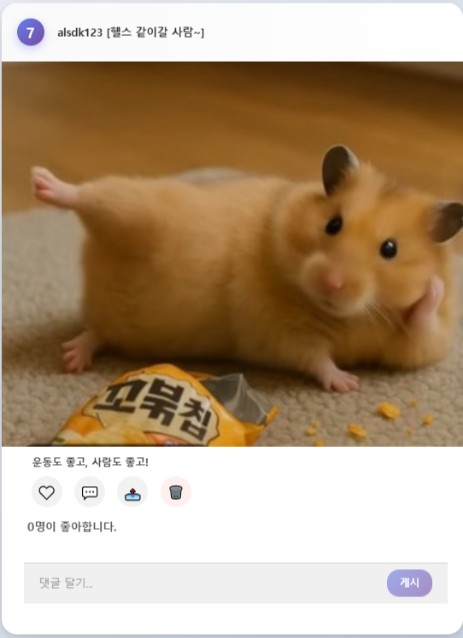 7
alsdk123 [헬스 같이갈 사람~]
꼬북칩
운동도 좋고, 사람도 좋고!
0명이 좋아합니다.
댓글 달기...
게시